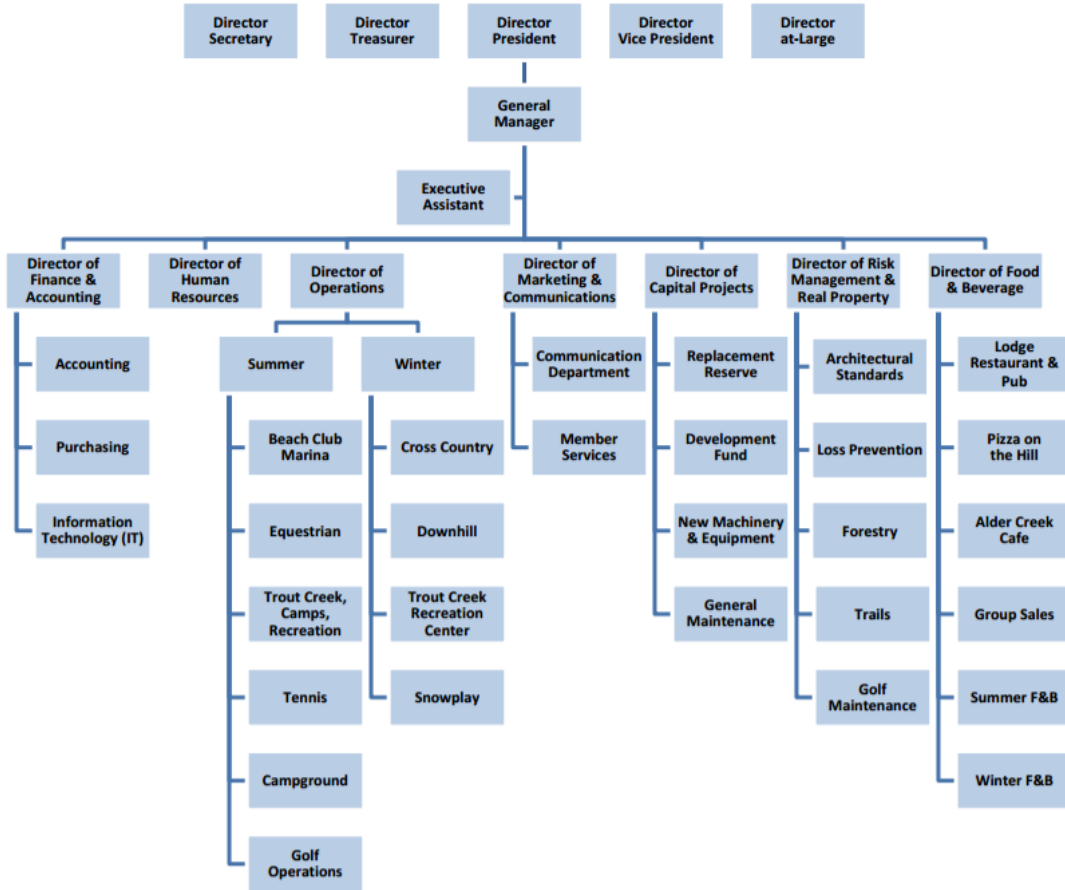 Director
Secretary
Director
Treasurer
Director
President
Director
Vice President
Director
at-Large
General
Manager
Executive
Assistant
Director of
Finance &
Accounting
Director of
Human
Resources
Director of
Operations
Director of
Marketing &
Communications
Director of
Capital Projects
Director of Risk
Management &
Real Property
Director of Food
& Beverage
Accounting
Purchasing
Information
Technology (IT)
Summer
Beach Club
Marina
Equestrian
Trout Creek,
Camps,
Recreation
Tennis
Campground
Golf
Operations
Winter
Cross Country
Downhill
Trout Creek
Recreation
Center
Snowplay
Communication
Department
Member
Services
Replacement
Reserve
Development
Fund
New Machinery
& Equipment
General
Maintenance
Architectural
Standards
Loss Prevention
Forestry
Trails
Golf
Maintenance
Lodge
Restaurant &
Pub
Pizza on
the Hill
Alder Creek
Cafe
Group Sales
Summer F&B
Winter F&B